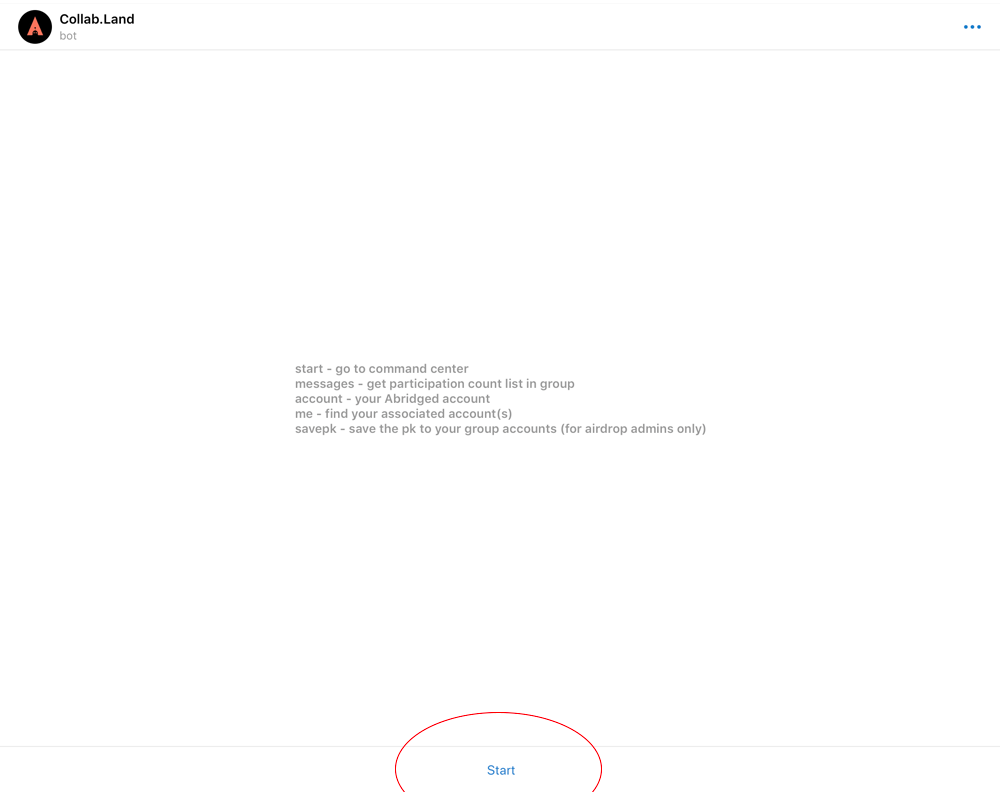 Collab.Land
bot
start - go to command center
messages - get participation count list in group
account - your Abridged account
me - find your associated account(s)
savepk - save the pk to your group accounts (for airdrop admins only)
Start